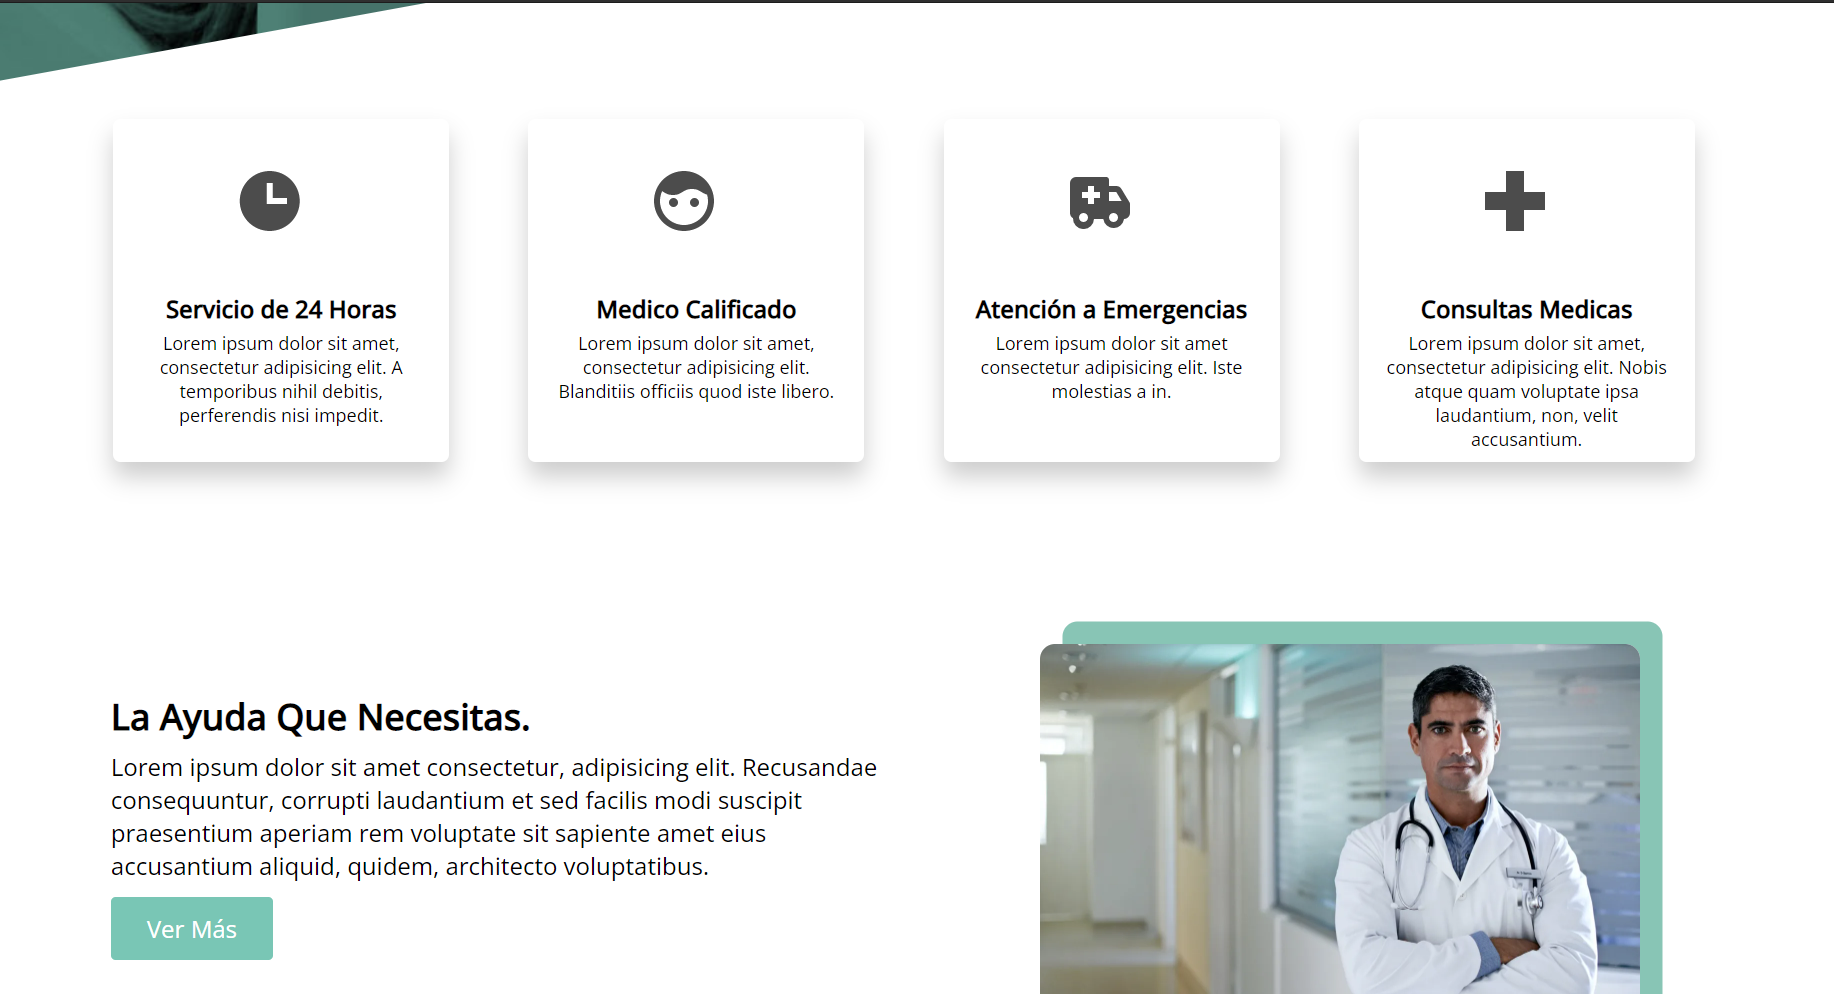 Servicio de 24 Horas
Lorem ipsum dolor sit amet,
consectetur adipisicing elit. A
temporibus nihil debitis,
perferendis nisi impedit.
Medico Calificado
Lorem ipsum dolor sit amet,
consectetur adipisicing elit.
Blanditiis officiis quod iste libero.
Atención a Emergencias
Lorem ipsum dolor sit amet
consectetur adipisicing elit. Iste
molestias a in.
Consultas Medicas
Lorem ipsum dolor sit amet,
consectetur adipisicing elit. Nobis
atque quam voluptate ipsa
laudantium, non, velit
accusantium.
La Ayuda Que Necesitas.
Lorem ipsum dolor sit amet consectetur, adipisicing elit. Recusandae
consequuntur, corrupti laudantium et sed facilis modi suscipit
praesentium aperiam rem voluptate sit sapiente amet eius
accusantium aliquid, quidem, architecto voluptatibus.
Ver Más